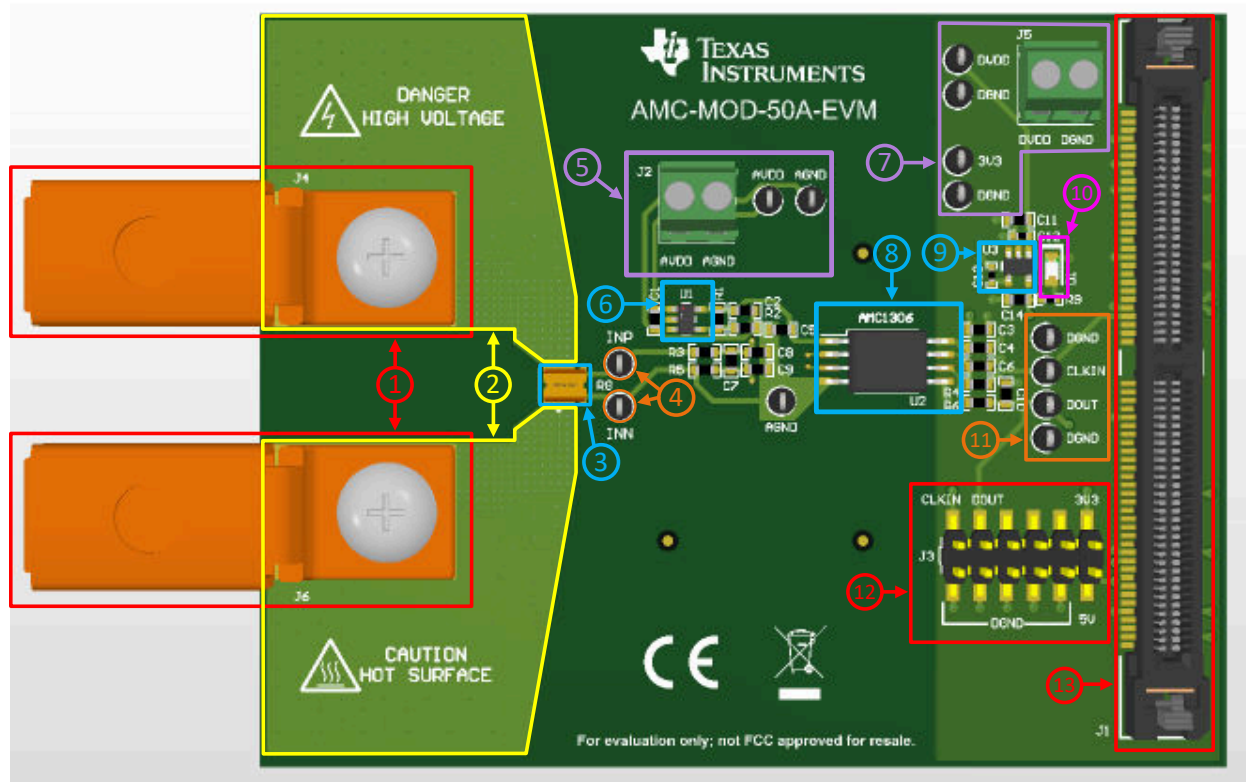 TEXAS
INSTRUMENTS
AMC-MOD-50A-EVM
DANGER
HIGH VOLTAGE
J4
1
2
3
4
J2
AVDD AGND
AVDD AGND
5
6
U1
C2
R2
C5
INP
INN
R3
R5
C7
C8
C9
AGND
8
AMC1306
U2
7
J5
DVDD
DGND
DVDD DGND
3V3
DGND
10
9
U3
C11
C14
R9
C3
C4
C6
R4
R6
DGND
CLKIN
DOUT
DGND
11
CLKIN DOUT 3V3
J3
DGND 5V
12
13
J1
J6
CAUTION
HOT SURFACE
CE
For evaluation only; not FCC approved for resale.